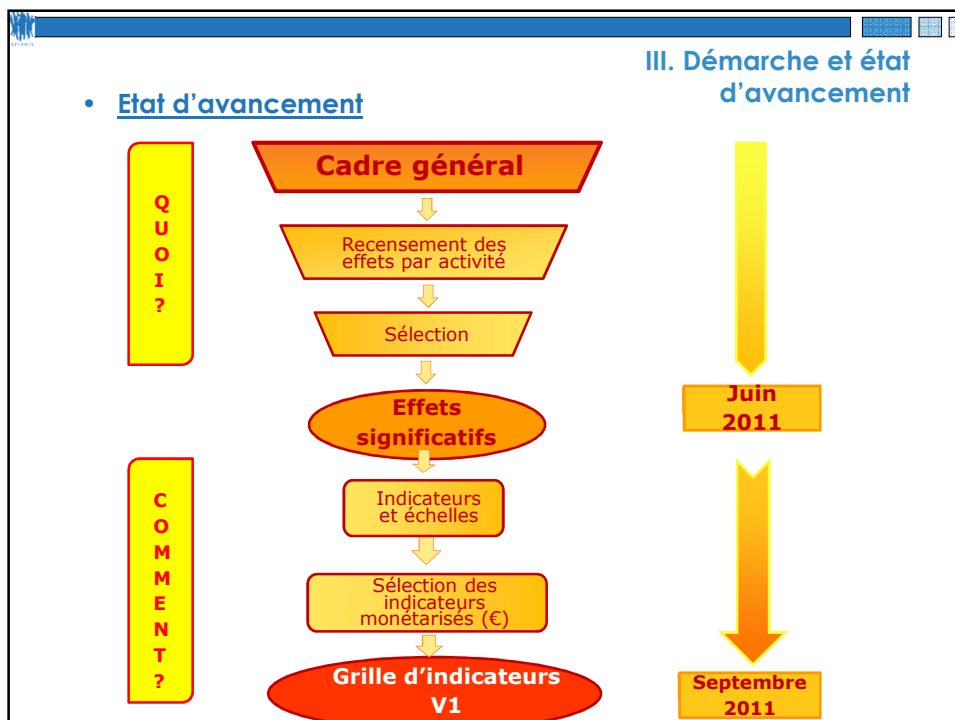 III. Démarche et état
d'avancement
• Etat d'avancement
Q
U
O
I
?
Cadre général
Recensement des
effets par activité
Sélection
Effets
significatifs
Juin
2011
C
O
M
M
E
N
T
?
Indicateurs
et échelles
Sélection des
indicateurs
monétarisés (€)
Grille d'indicateurs
V1
Septembre
2011